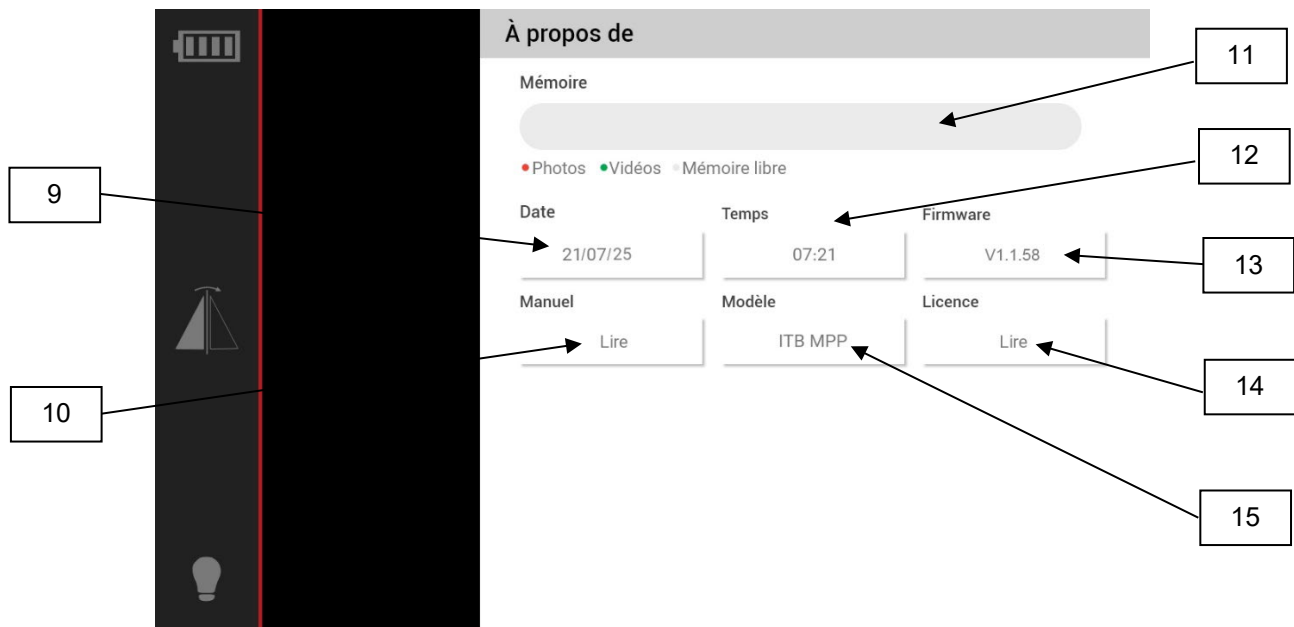 À propos de
11
Mémoire
12
•Photos •Vidéos •Mémoire libre
9
Date Temps Firmware
21/07/25 07:21 V1.1.58
13
Manuel Modèle Licence
Lire ITB MPP Lire
14
10
15